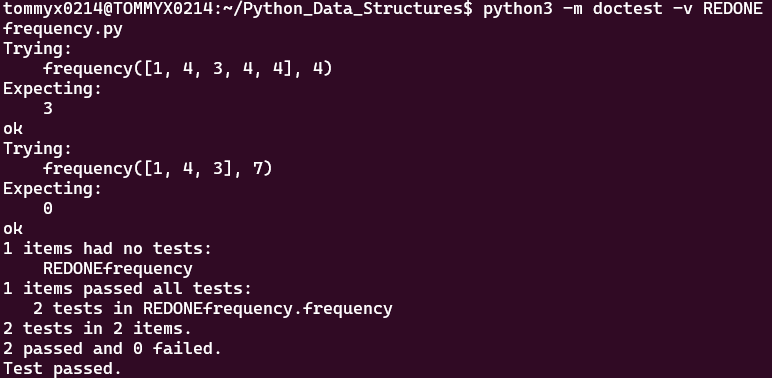 tommyx0214@TOMMYX0214:~/Python_Data_Structures$ python3 -m doctest -v REDONE
frequency.py
Trying:
    frequency([1, 4, 3, 4, 4], 4)
Expecting:
    3
ok
Trying:
    frequency([1, 4, 3], 7)
Expecting:
    0
ok
1 items had no tests:
    REDONEfrequency
1 items passed all tests:
   2 tests in REDONEfrequency.frequency
2 tests in 2 items.
2 passed and 0 failed.
Test passed.